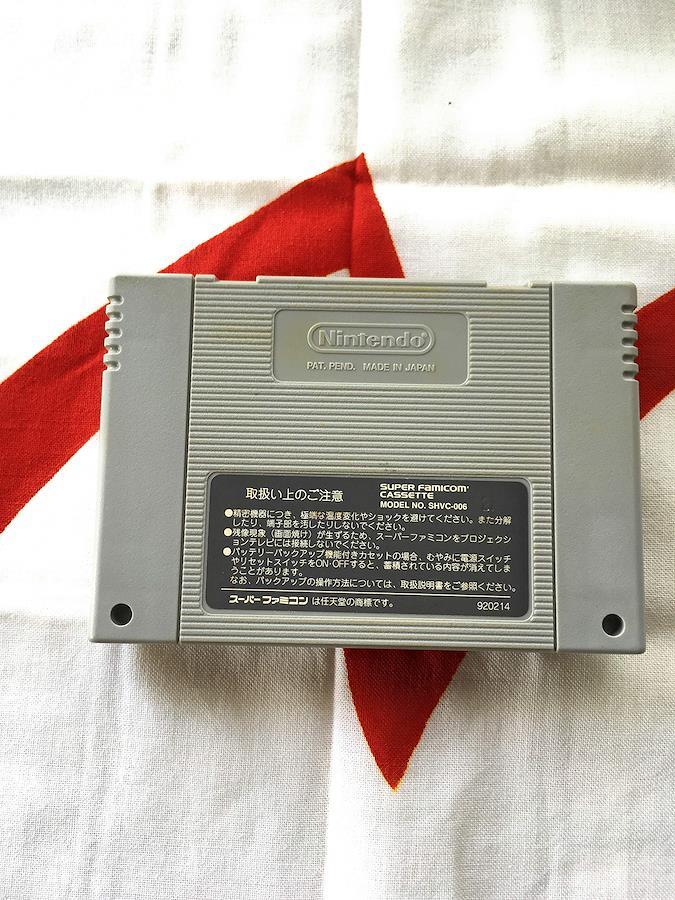 Nintendo®
PAT. PEND. MADE IN JAPAN
取扱い上のご注意
SUPER FAMICOM
CASSETTE
MODEL NO. SHVC-006
●精密機器につき、極端な温度変化やショックを避けてください。また分解
したり、端子部を汚したりしないでください。
●残像現象(画面焼け)が生ずるため、スーパーファミコンをプロジェクシ
ョンテレビには接続しないでください。
●バッテリーバックアップ機能付きカセットの場合、むやみに電源スイッチ
やリセットスイッチをON・OFFすると、蓄積されている内容が消えてしま
うことがあります。
なお、バックアップの操作方法については、取扱説明書をご参照ください。
スーパーファミコン は任天堂の商標です。
920214